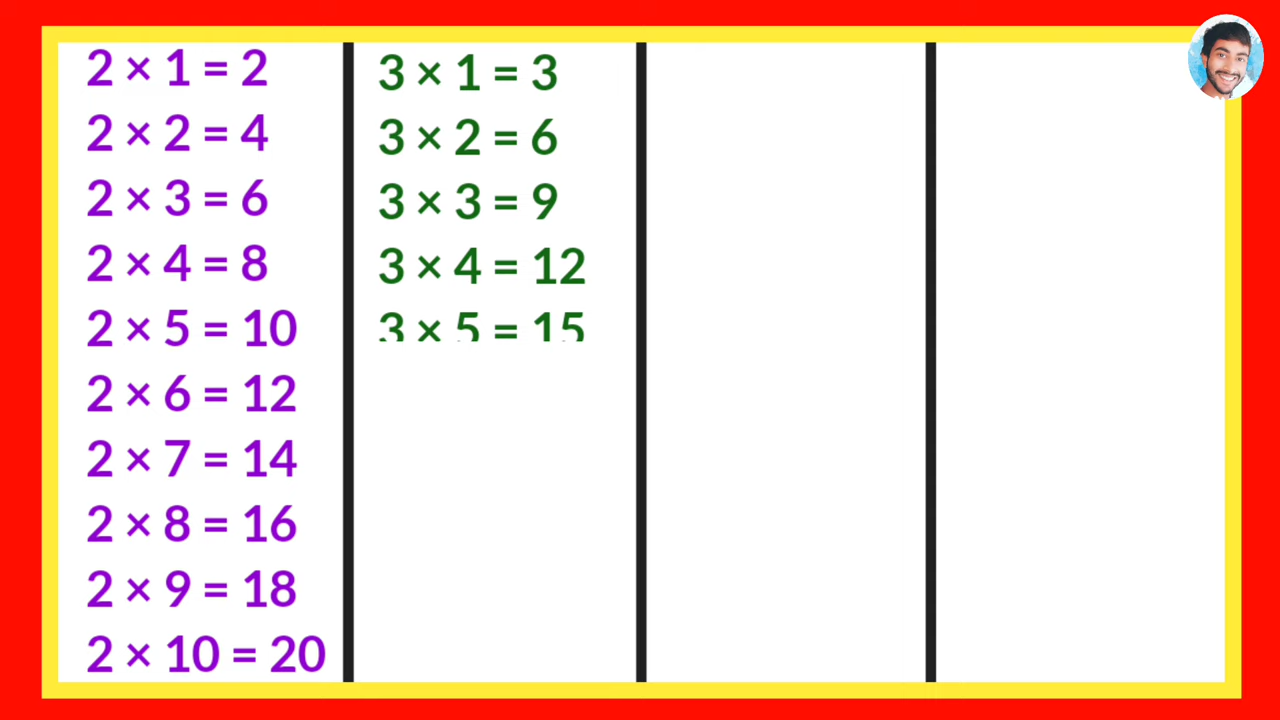 2 × 1 = 2
2 × 2 = 4
2 × 3 = 6
2 × 4 = 8
2 × 5 = 10
2 × 6 = 12
2 × 7 = 14
2 × 8 = 16
2 × 9 = 18
2 × 10 = 20
3 × 1 = 3
3 × 2 = 6
3 × 3 = 9
3 × 4 = 12
3 × 5 = 15